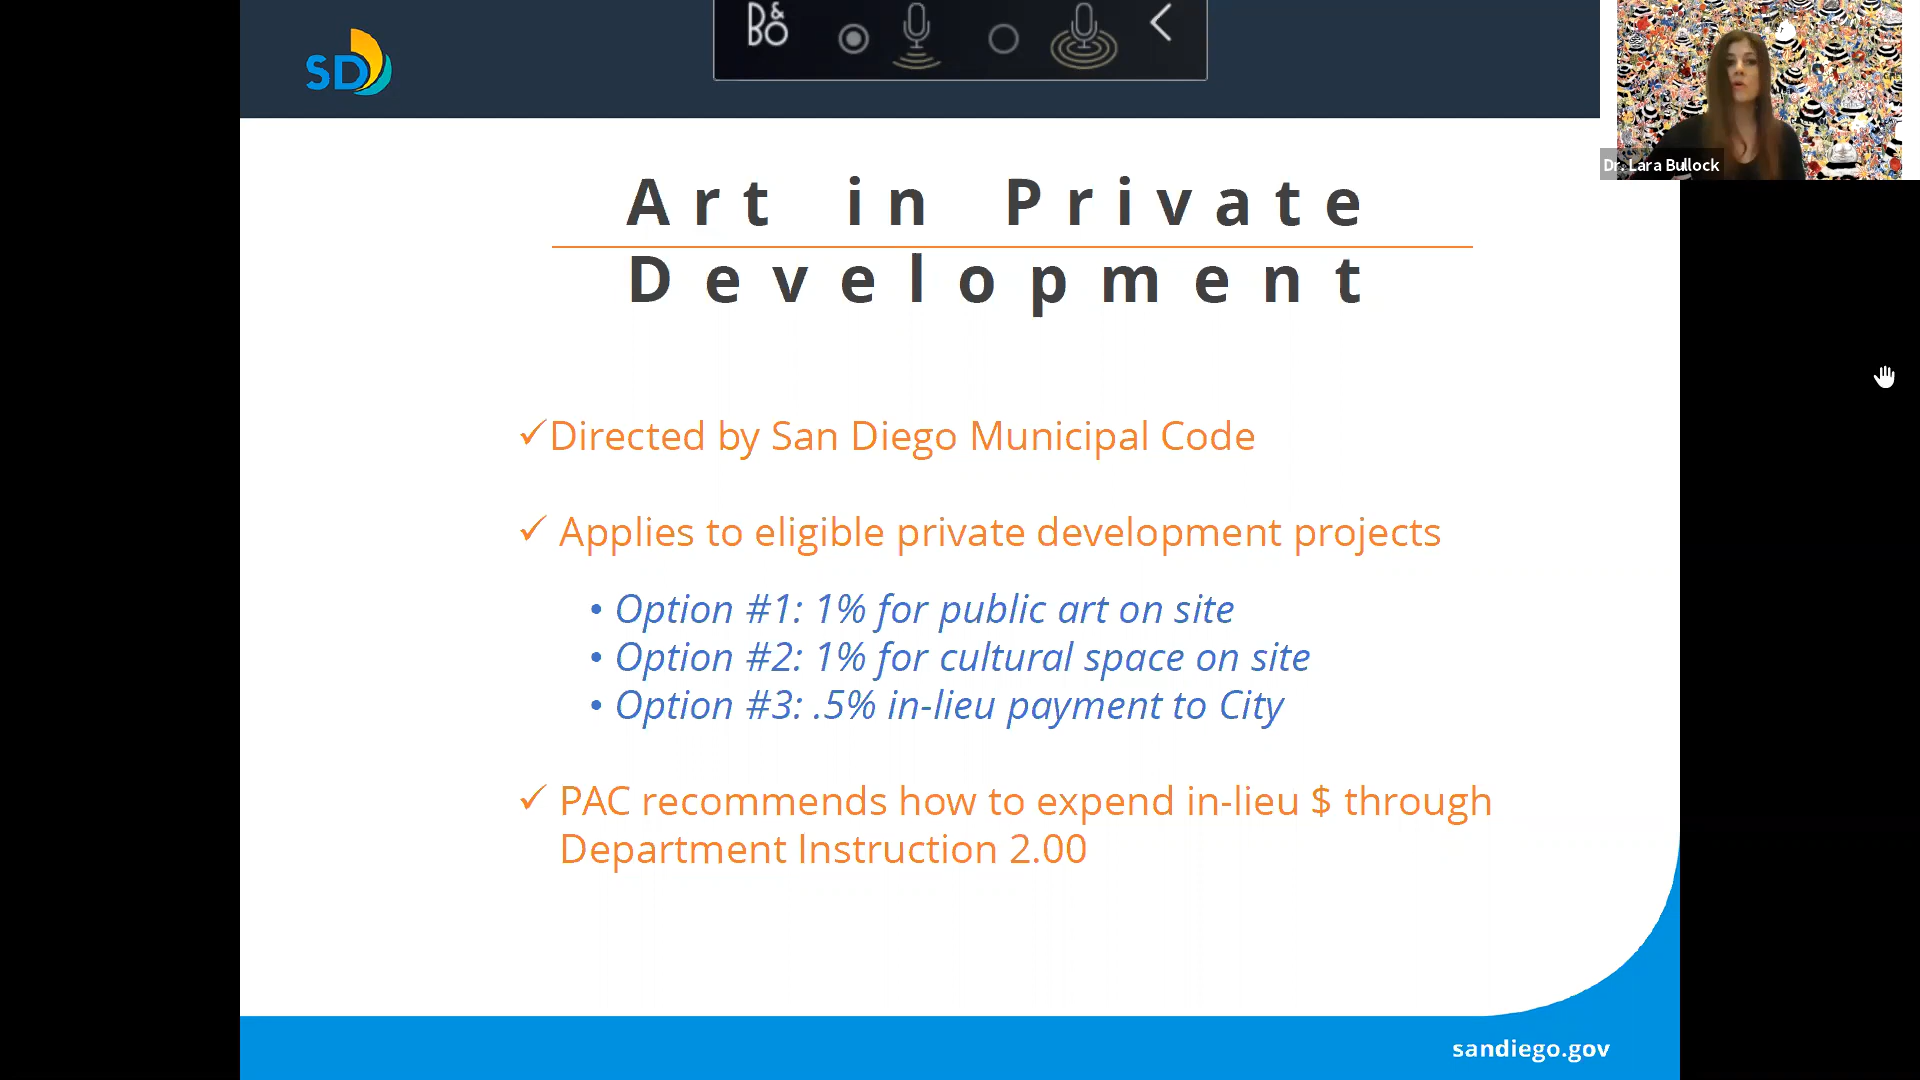 B&O
SD
Dr. Lara Bullock
Art in Private
Development
✓Directed by San Diego Municipal Code
✓ Applies to eligible private development projects
• Option #1: 1% for public art on site
• Option #2: 1% for cultural space on site
• Option #3: .5% in-lieu payment to City
✓ PAC recommends how to expend in-lieu $ through
Department Instruction 2.00
sandiego.gov